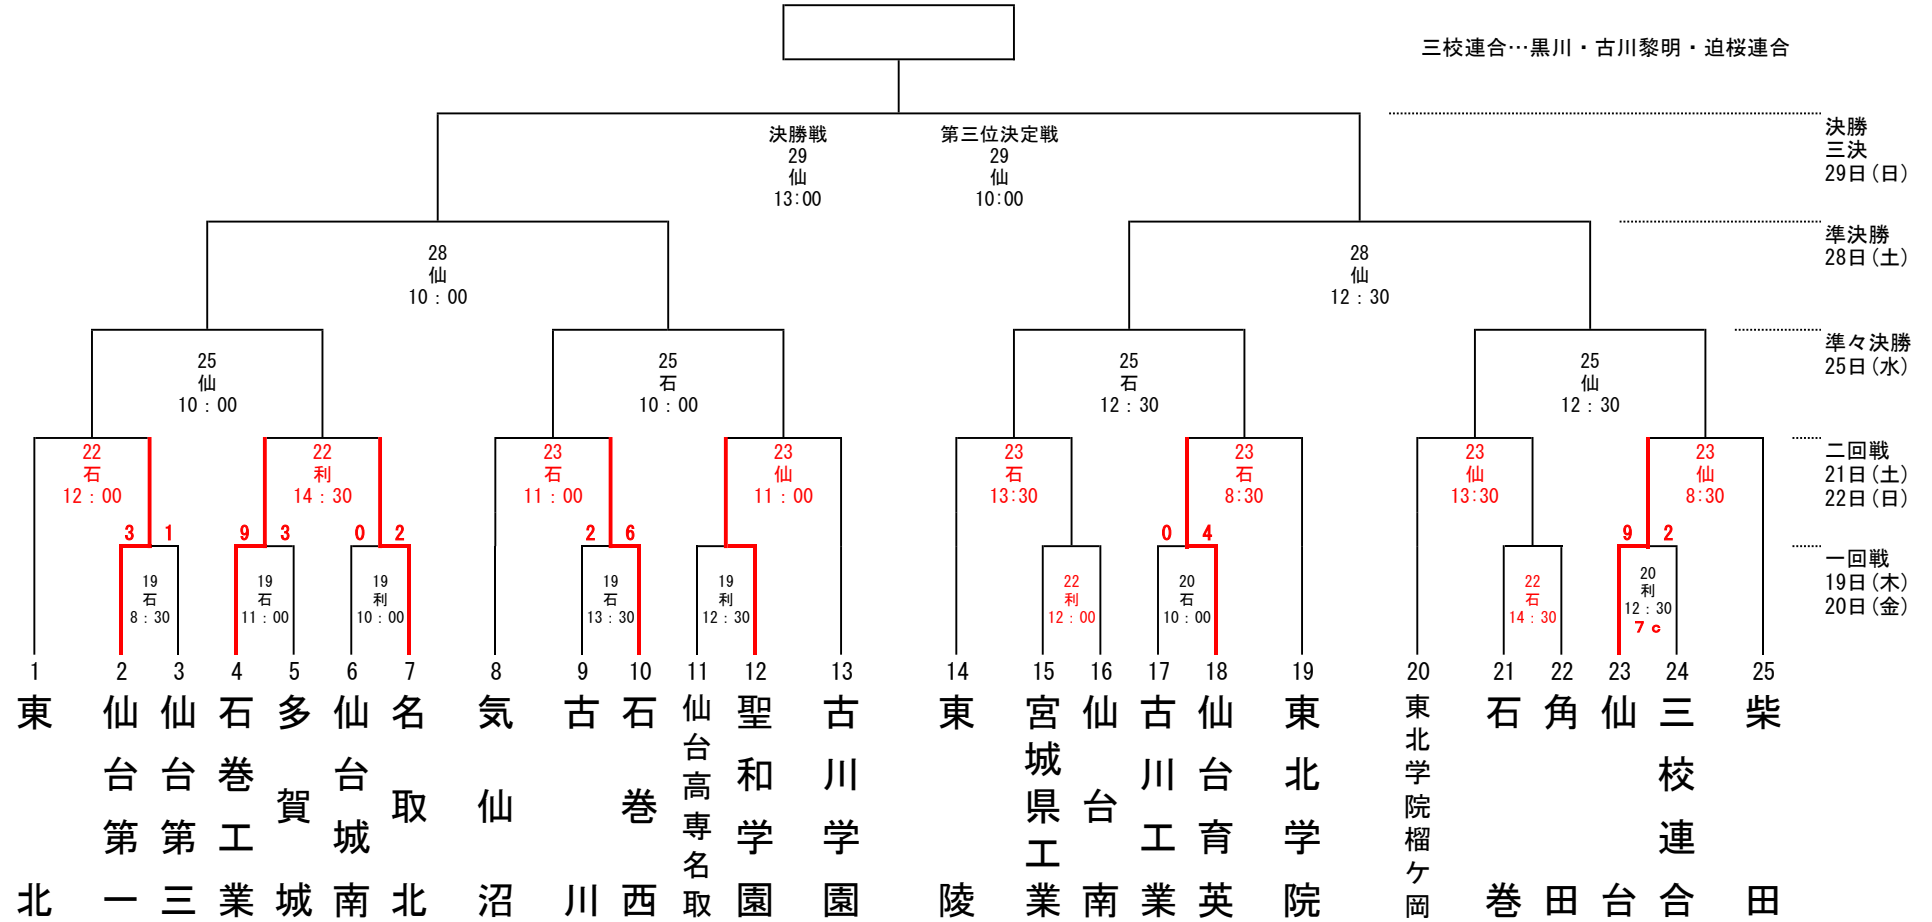 三校連合…黒川・古川黎明・迫桜連合
決勝戦
29
仙
13:00
第三位決定戦
29
仙
10:00
決勝
三決
29日(日)
28
仙
10：00
28
仙
12：30
準決勝
28日(土)
25
仙
10：00
25
石
10：00
25
石
12：30
25
仙
12：30
準々決勝
25日(水)
22
石
12：00
22
利
14：30
23
石
11：00
23
仙
11：00
23
石
13:30
23
石
8:30
23
仙
13:30
23
仙
8:30
二回戦
21日(土)
22日(日)
3 1
9 3
0 2
2 6
0 4
9 2
19
石
8：30
19
石
11：00
19
利
10：00
19
石
13：30
19
利
12：30
22
利
12：00
20
石
10：00
22
石
14：30
20
利
12：30
7 c
一回戦
19日(木)
20日(金)
1
東北
2
仙台第一
3
仙台第三
4
石巻工業
5
多賀城
6
仙台城南
7
名取北
8
気仙沼
9
古川
10
石巻西
11
仙台高専名取
12
聖和学園
13
古川学園
14
東陵
15
宮城県工業
16
仙台南
17
古川工業
18
仙台育英
19
東北学院
20
東北学院榴ケ岡
21
石巻
22
角田
23
仙台
24
三校連合
25
柴田